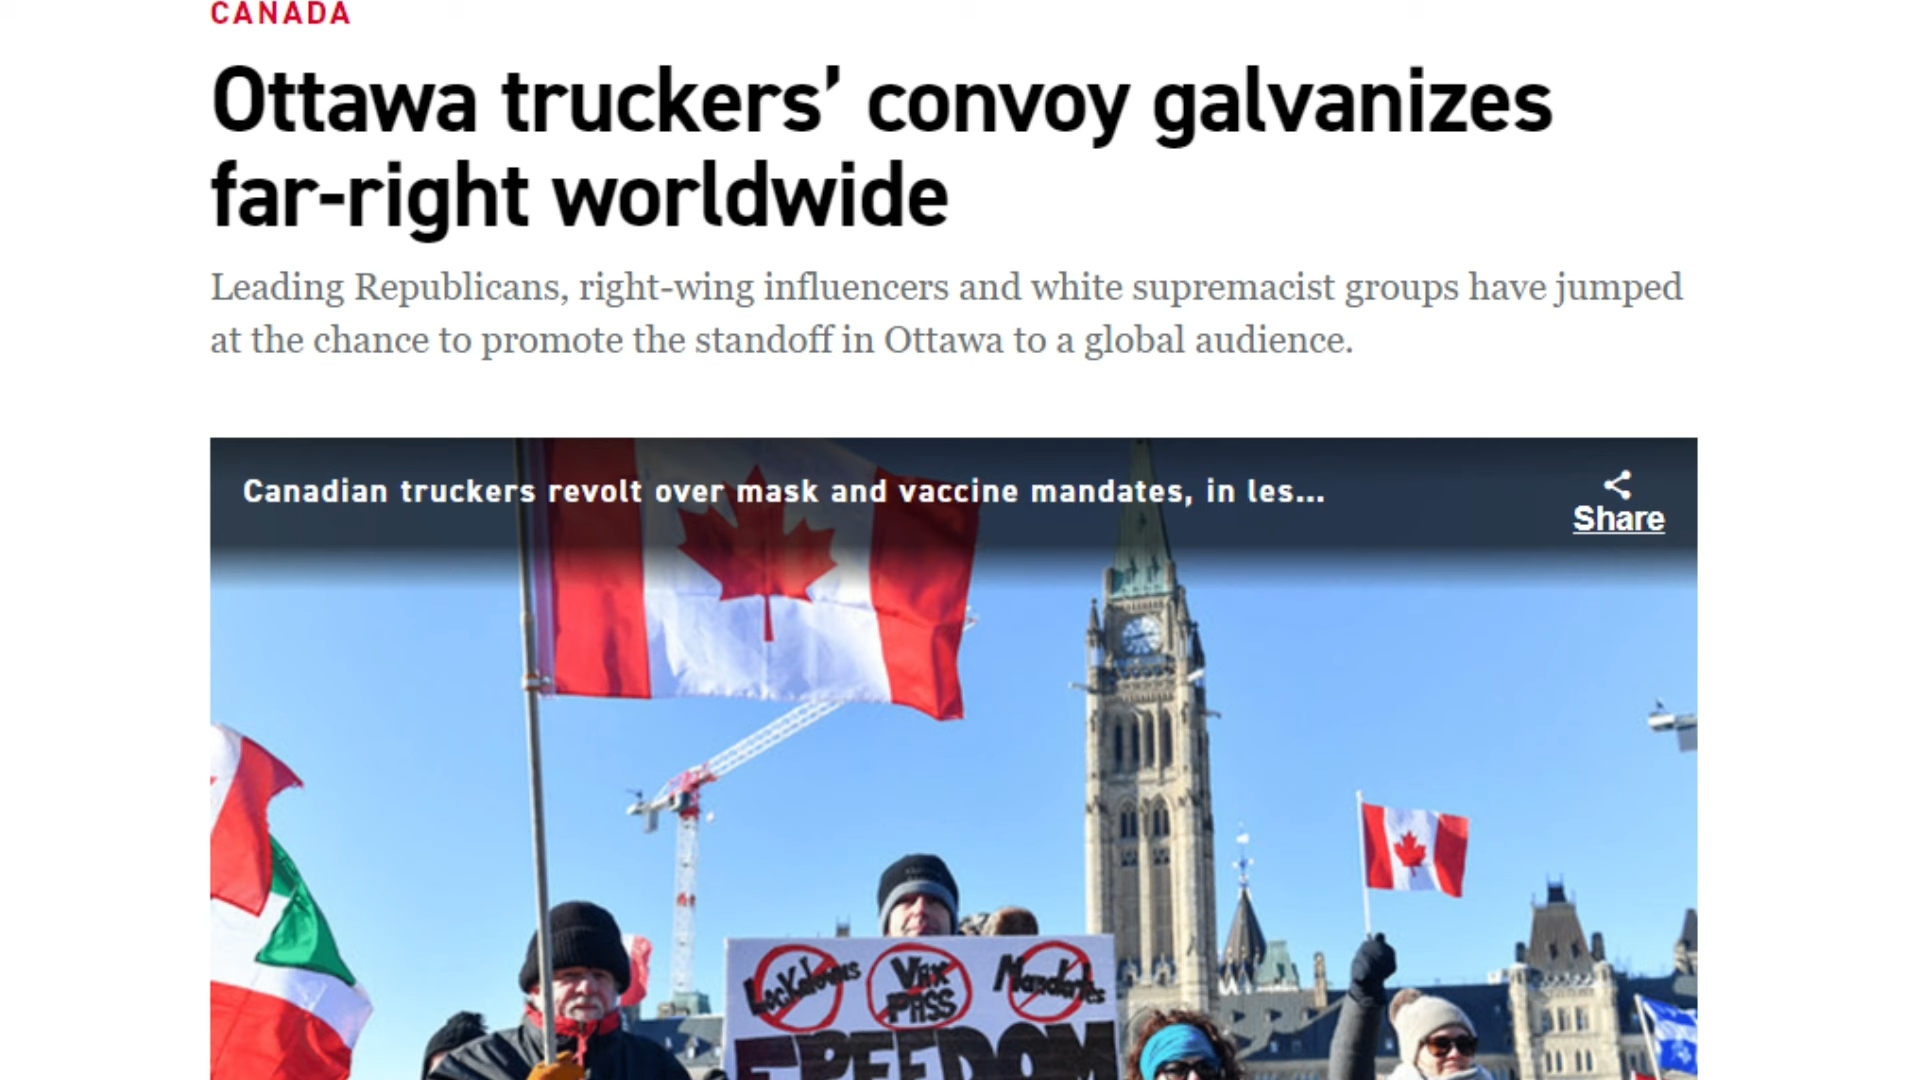 CANADA
Ottawa truckers’ convoy galvanizes
far-right worldwide
Leading Republicans, right-wing influencers and white supremacist groups have jumped
at the chance to promote the standoff in Ottawa to a global audience.
Canadian truckers revolt over mask and vaccine mandates, in les...
Share
Lockdowns
Vax
PASS
Mandates
FREEDOM